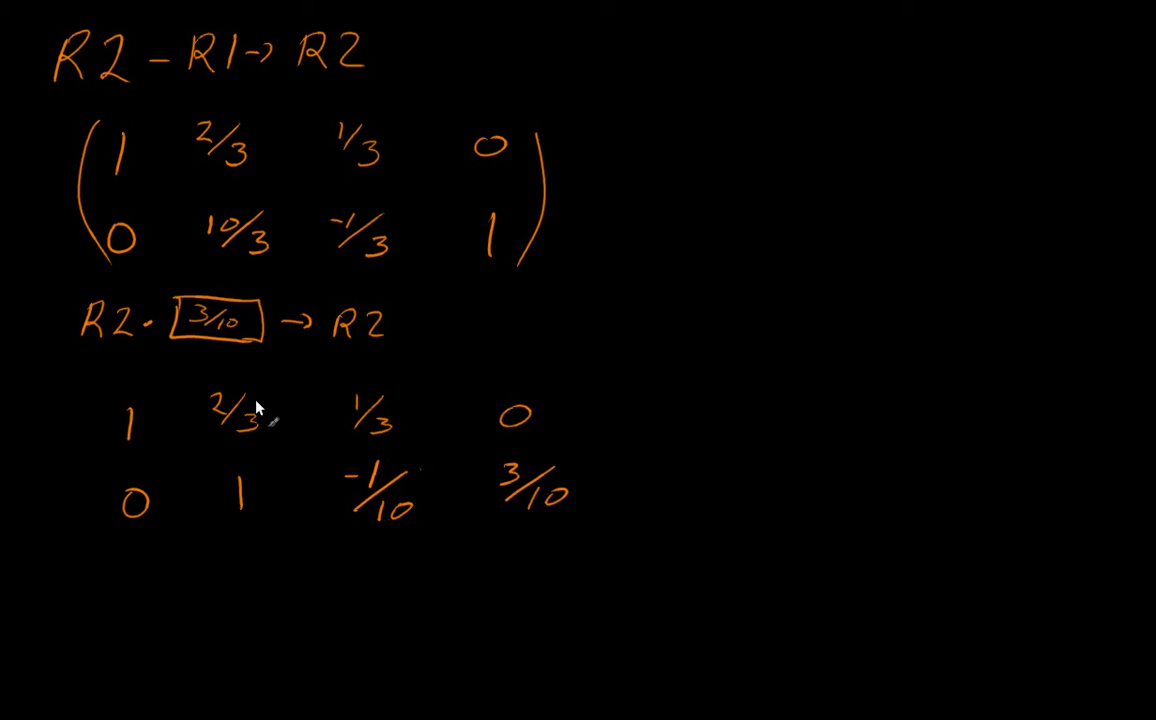 R2 - R1 → R2
1 2/3 1/3 0
0 10/3 -1/3 1
R2 · 3/10 → R2
1 2/3 1/3 0
0 1 -1/10 3/10